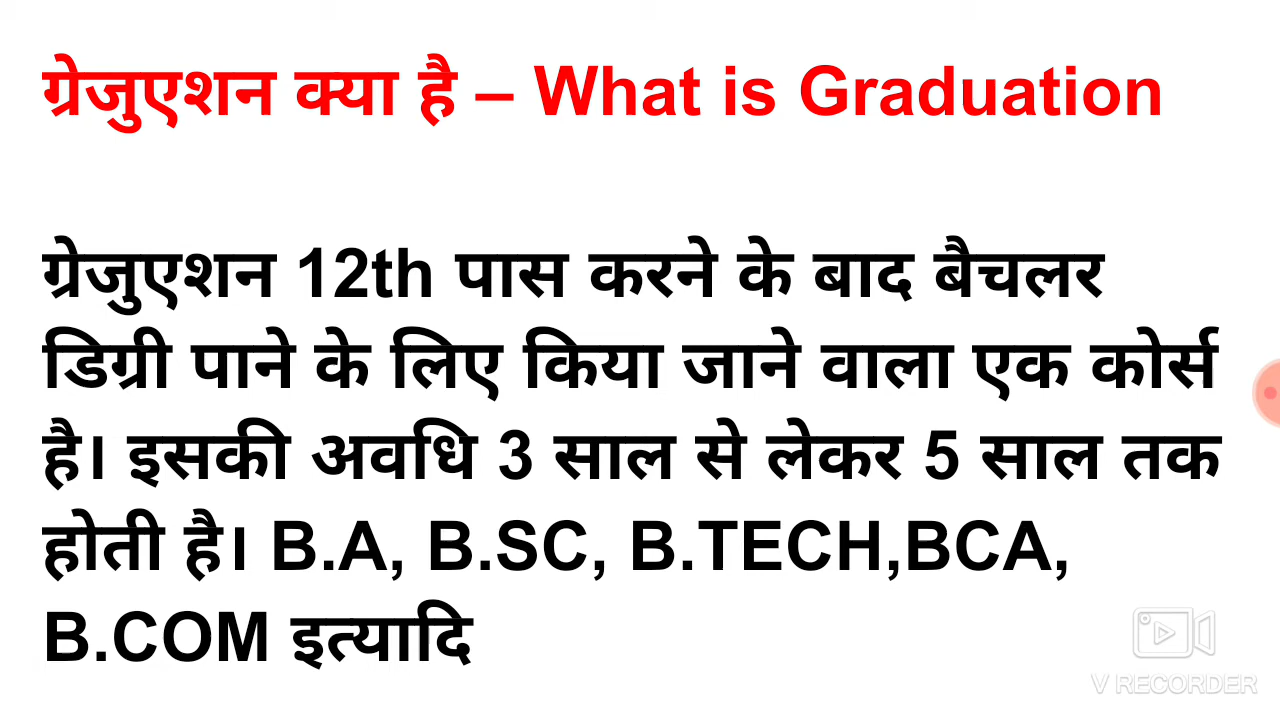 ग्रेजुएशन क्या है – What is Graduation
ग्रेजुएशन 12th पास करने के बाद बैचलर
डिग्री पाने के लिए किया जाने वाला एक कोर्स
है। इसकी अवधि 3 साल से लेकर 5 साल तक
होती है। B.A, B.SC, B.TECH,BCA,
B.COM इत्यादि
V RECORDER